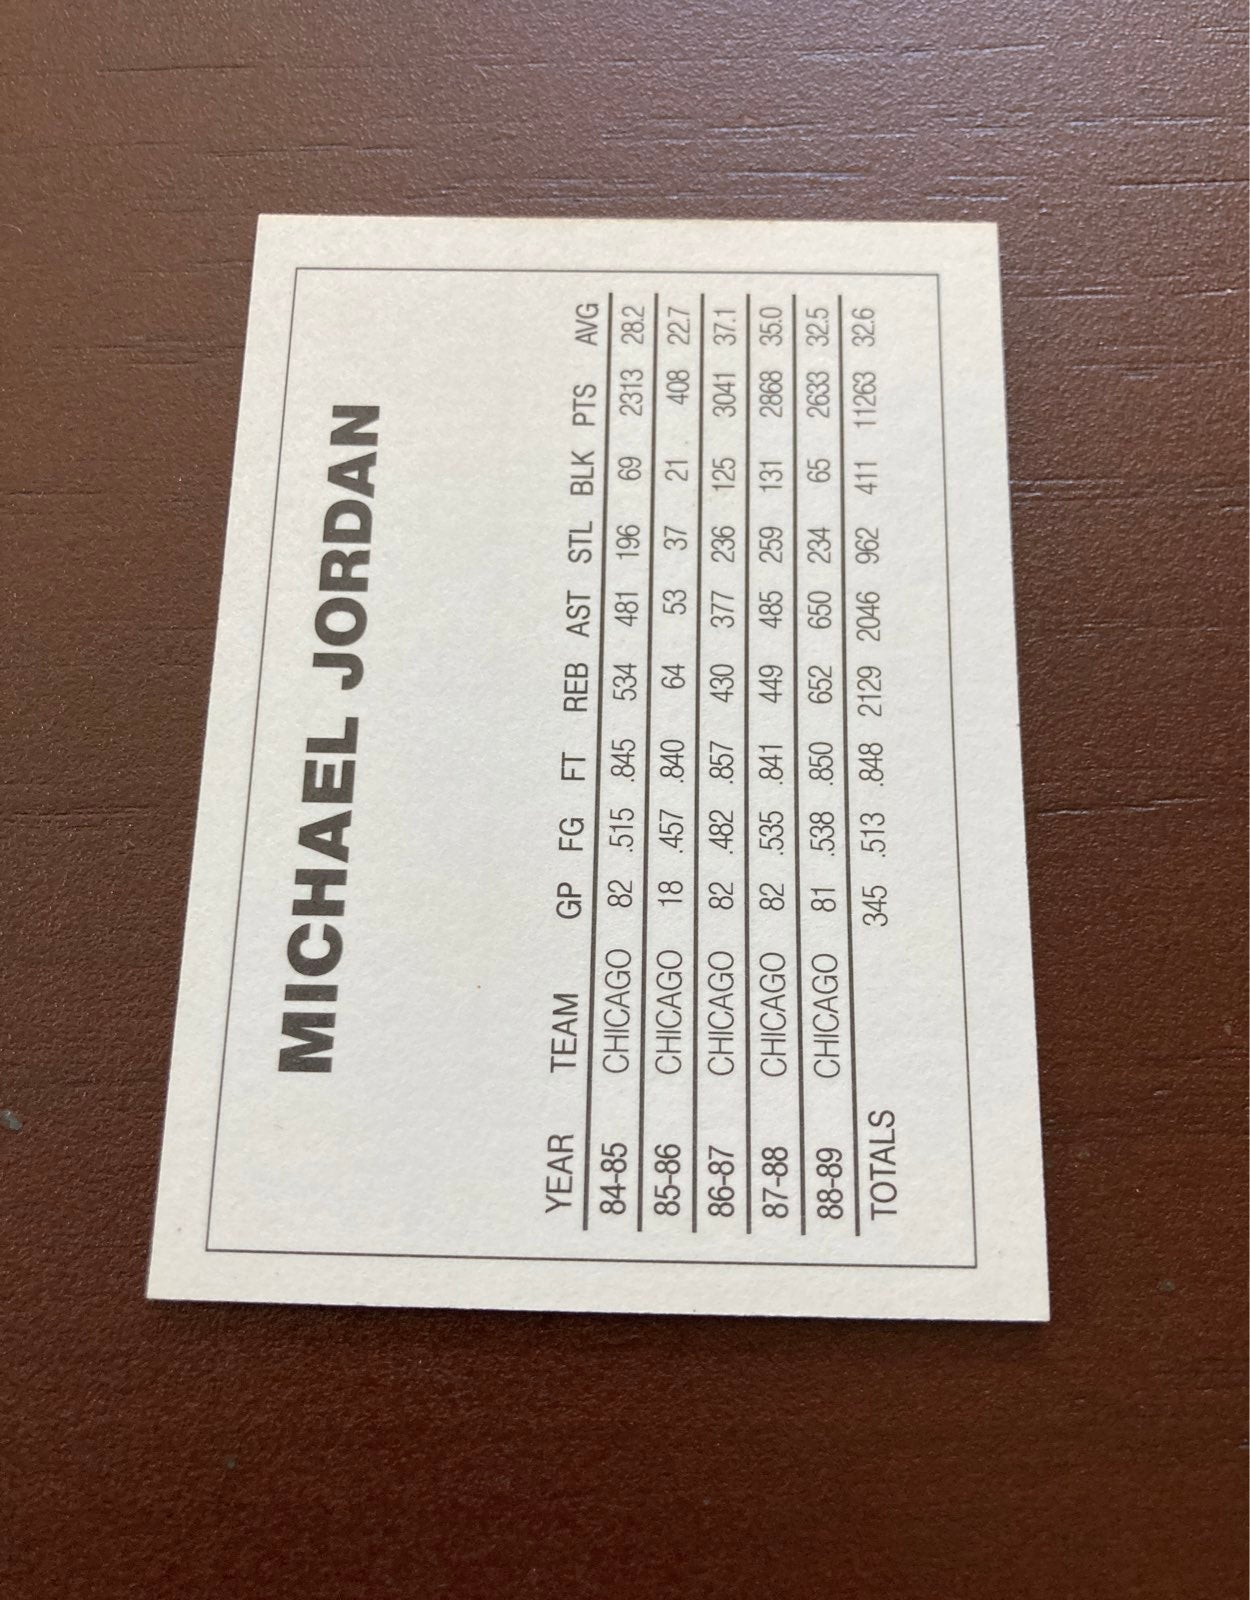 MICHAEL JORDAN
YEAR TEAM GP FG FT REB AST STL BLK PTS AVG
84-85 CHICAGO 82 .515 .845 534 481 196 69 2313 28.2
85-86 CHICAGO 18 .457 .840 64 53 37 21 408 22.7
86-87 CHICAGO 82 .482 .857 430 377 236 125 3041 37.1
87-88 CHICAGO 82 .535 .841 449 485 259 131 2868 35.0
88-89 CHICAGO 81 .538 .850 652 650 234 65 2633 32.5
TOTALS 345 .513 .848 2129 2046 962 411 11263 32.6